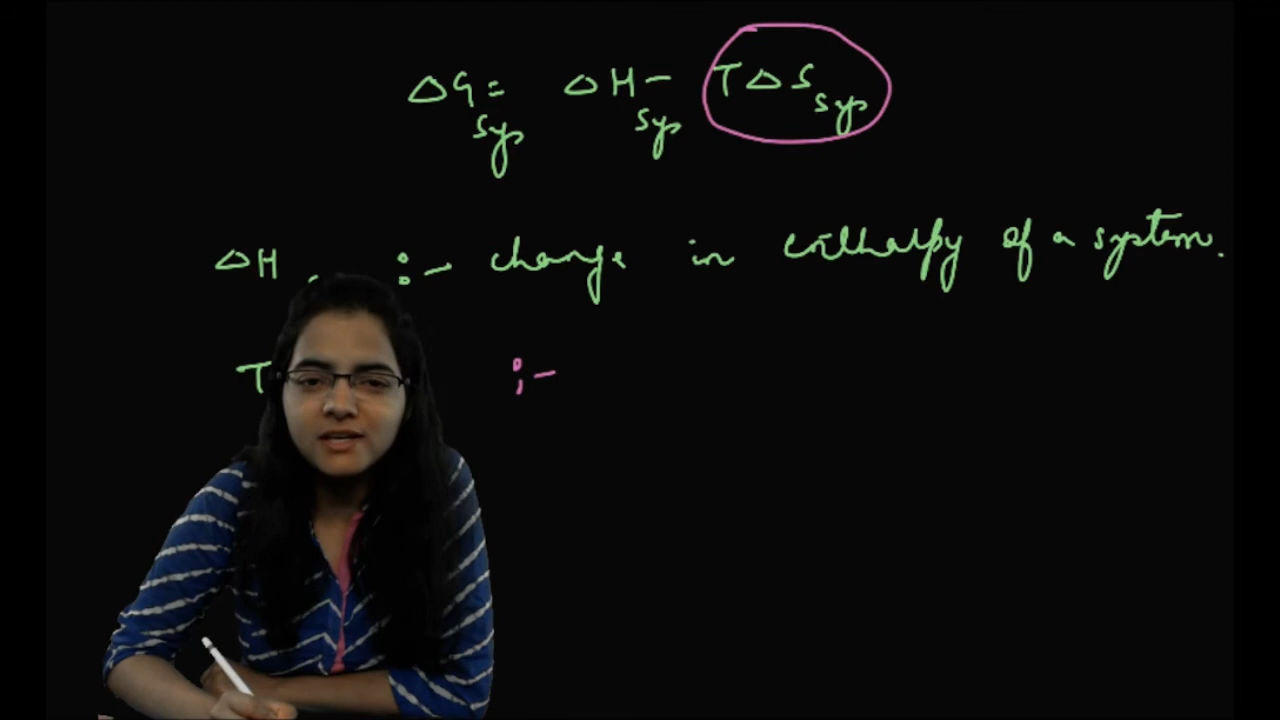 ΔG = ΔH - TΔS
sys sys sys
ΔH :- change in enthalpy of a system.
T :-